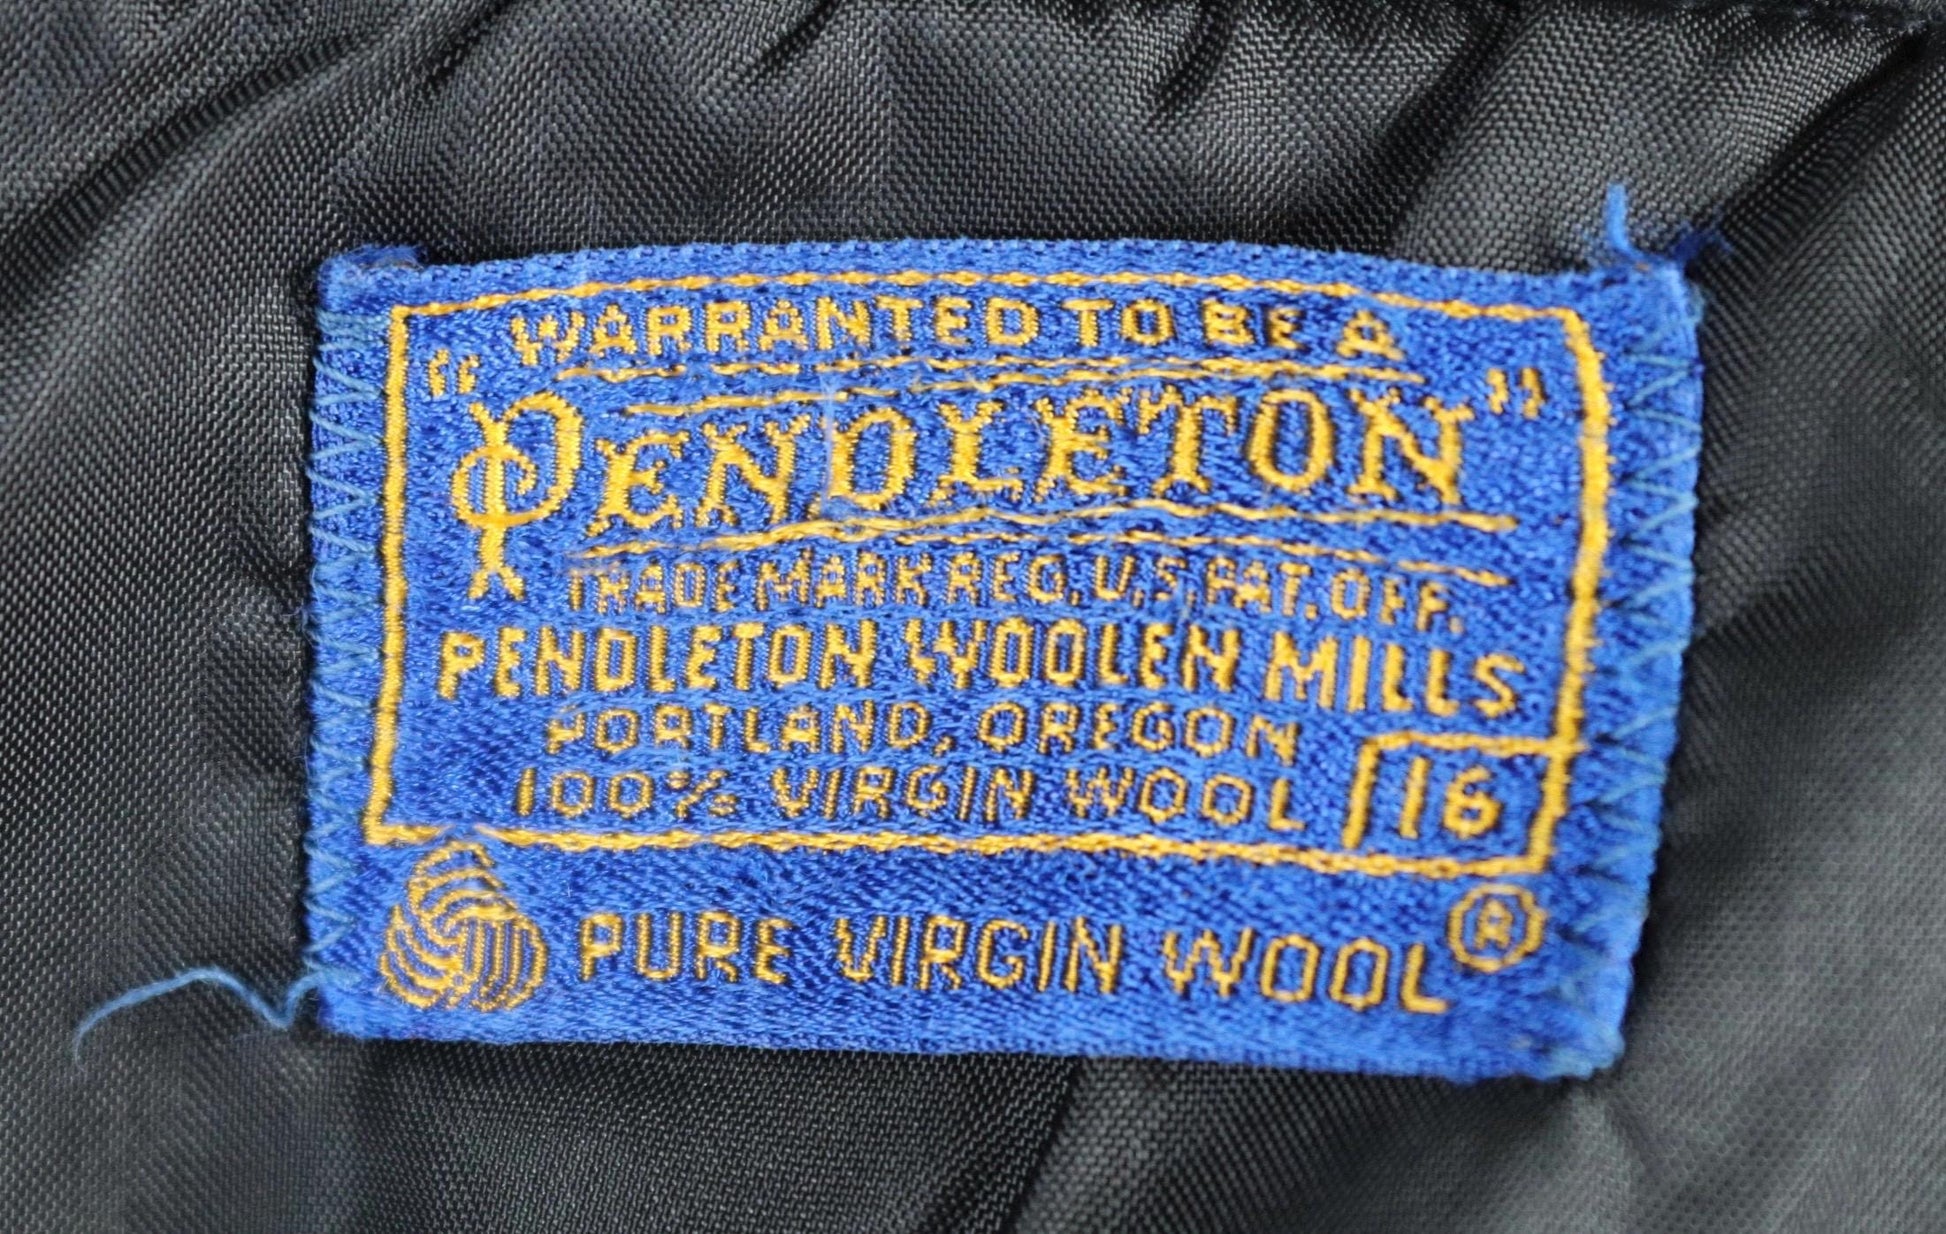 WARRANTED TO BE A
"PENDLETON"
TRADE MARK REG. U.S. PAT. OFF.
PENDLETON WOOLEN MILLS
PORTLAND, OREGON
100% VIRGIN WOOL 16
PURE VIRGIN WOOL®